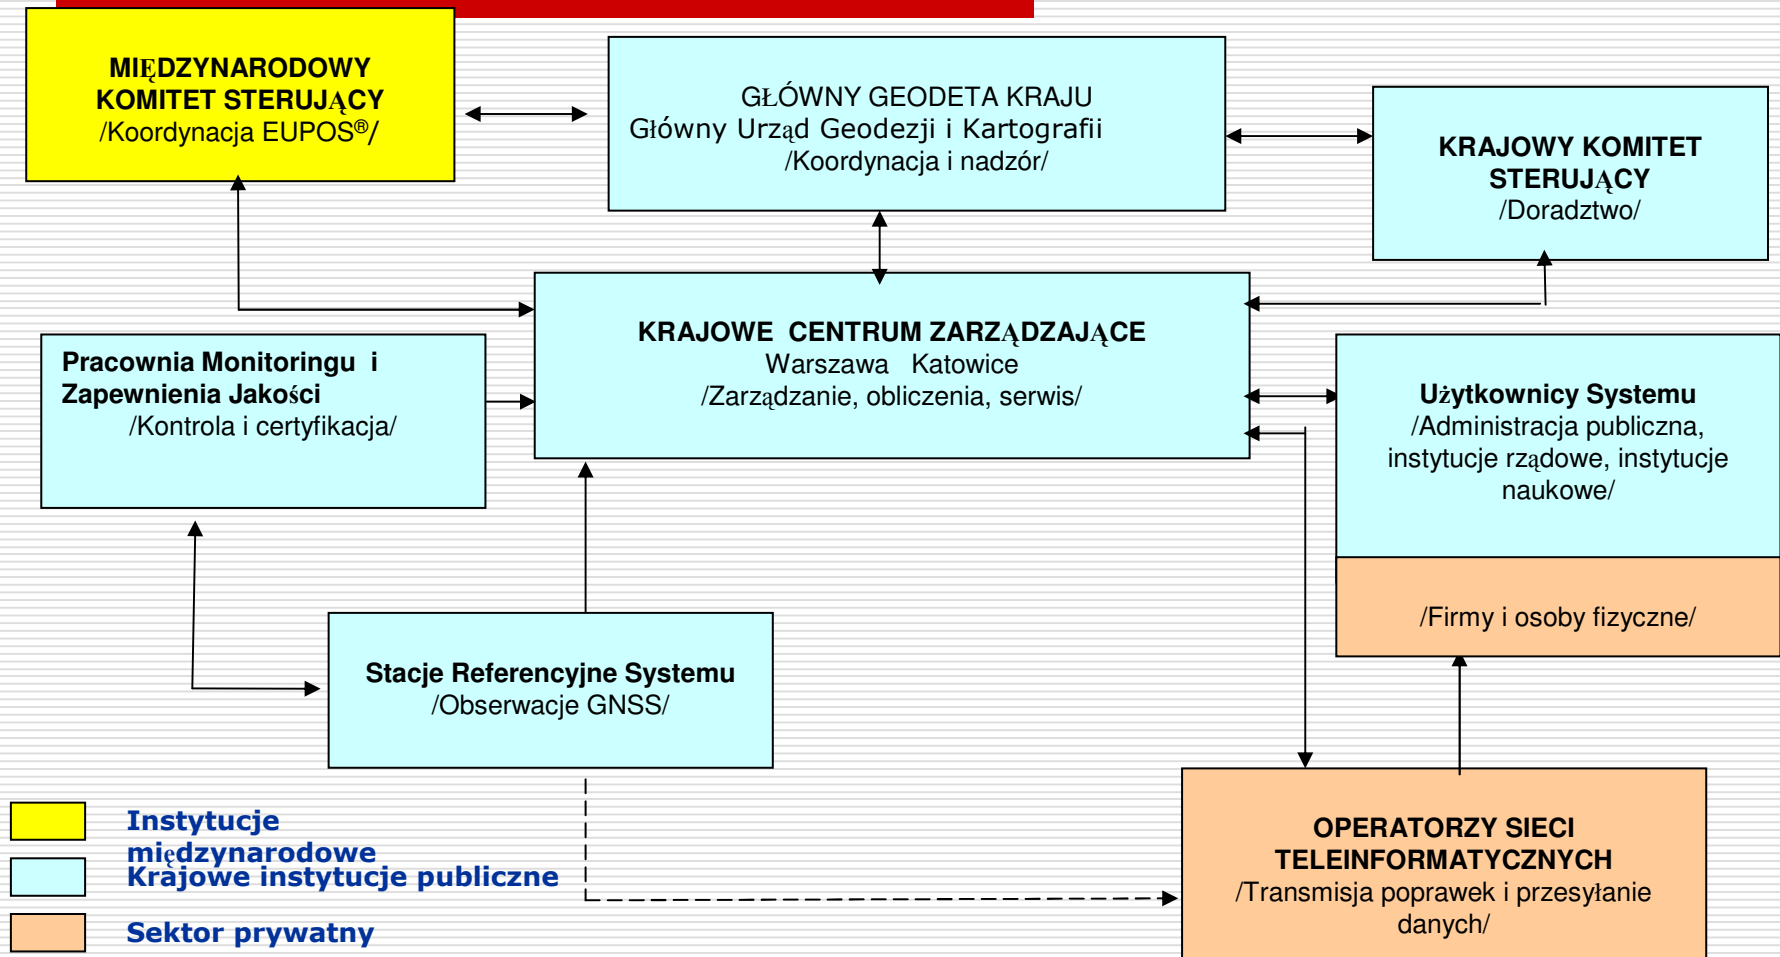 MIĘDZYNARODOWY
KOMITET STERUJĄCY
/Koordynacja EUPOS®/
GŁÓWNY GEODETA KRAJU
Główny Urząd Geodezji i Kartografii
/Koordynacja i nadzór/
KRAJOWY KOMITET
STERUJĄCY
/Doradztwo/
KRAJOWE CENTRUM ZARZĄDZAJĄCE
Warszawa Katowice
/Zarządzanie, obliczenia, serwis/
Pracownia Monitoringu i
Zapewnienia Jakości
/Kontrola i certyfikacja/
Użytkownicy Systemu
/Administracja publiczna,
instytucje rządowe, instytucje
naukowe/
/Firmy i osoby fizyczne/
Stacje Referencyjne Systemu
/Obserwacje GNSS/
OPERATORZY SIECI
TELEINFORMATYCZNYCH
/Transmisja poprawek i przesyłanie
danych/
Instytucje
międzynarodowe
Krajowe instytucje publiczne
Sektor prywatny